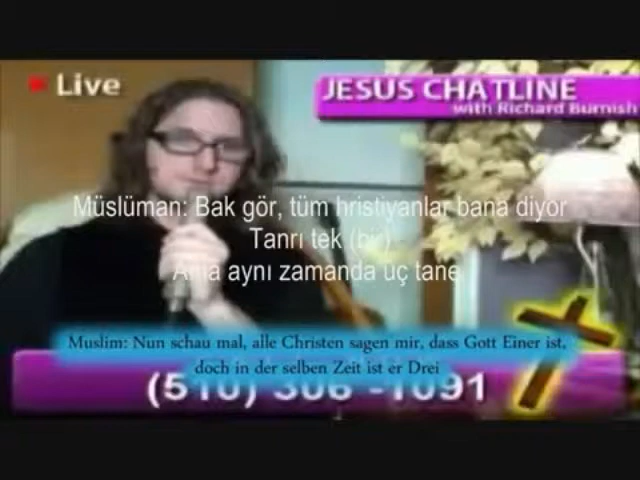 Live
JESUS CHATLINE
with Richard Burnish
Müslüman: Bak gör, tüm hristiyanlar bana diyor
Tanrı tek (bir)
Ama aynı zamanda üç tane
Muslim: Nun schau mal, alle Christen sagen mir, dass Gott Einer ist,
doch in der selben Zeit ist er Drei
(510) 306 -1091